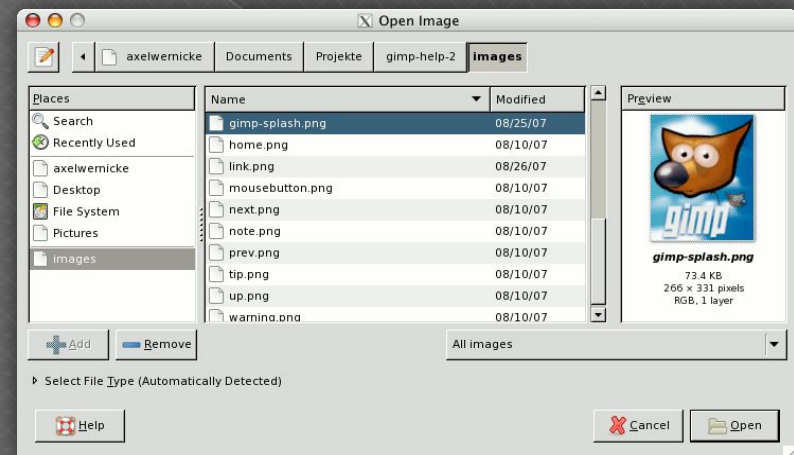 Open Image
axelwernicke Documents Projekte gimp-help-2 images
Places
Search
Recently Used
axelwernicke
Desktop
File System
Pictures
images
Name Modified
gimp-splash.png 08/25/07
home.png 08/10/07
link.png 08/26/07
mousebutton.png 08/10/07
next.png 08/10/07
note.png 08/10/07
prev.png 08/10/07
tip.png 08/10/07
up.png 08/10/07
warning.png 08/10/07
Preview
gimp
gimp-splash.png
73.4 KB
266 × 331 pixels
RGB, 1 layer
Add Remove All images
Select File Type (Automatically Detected)
Help Cancel Open